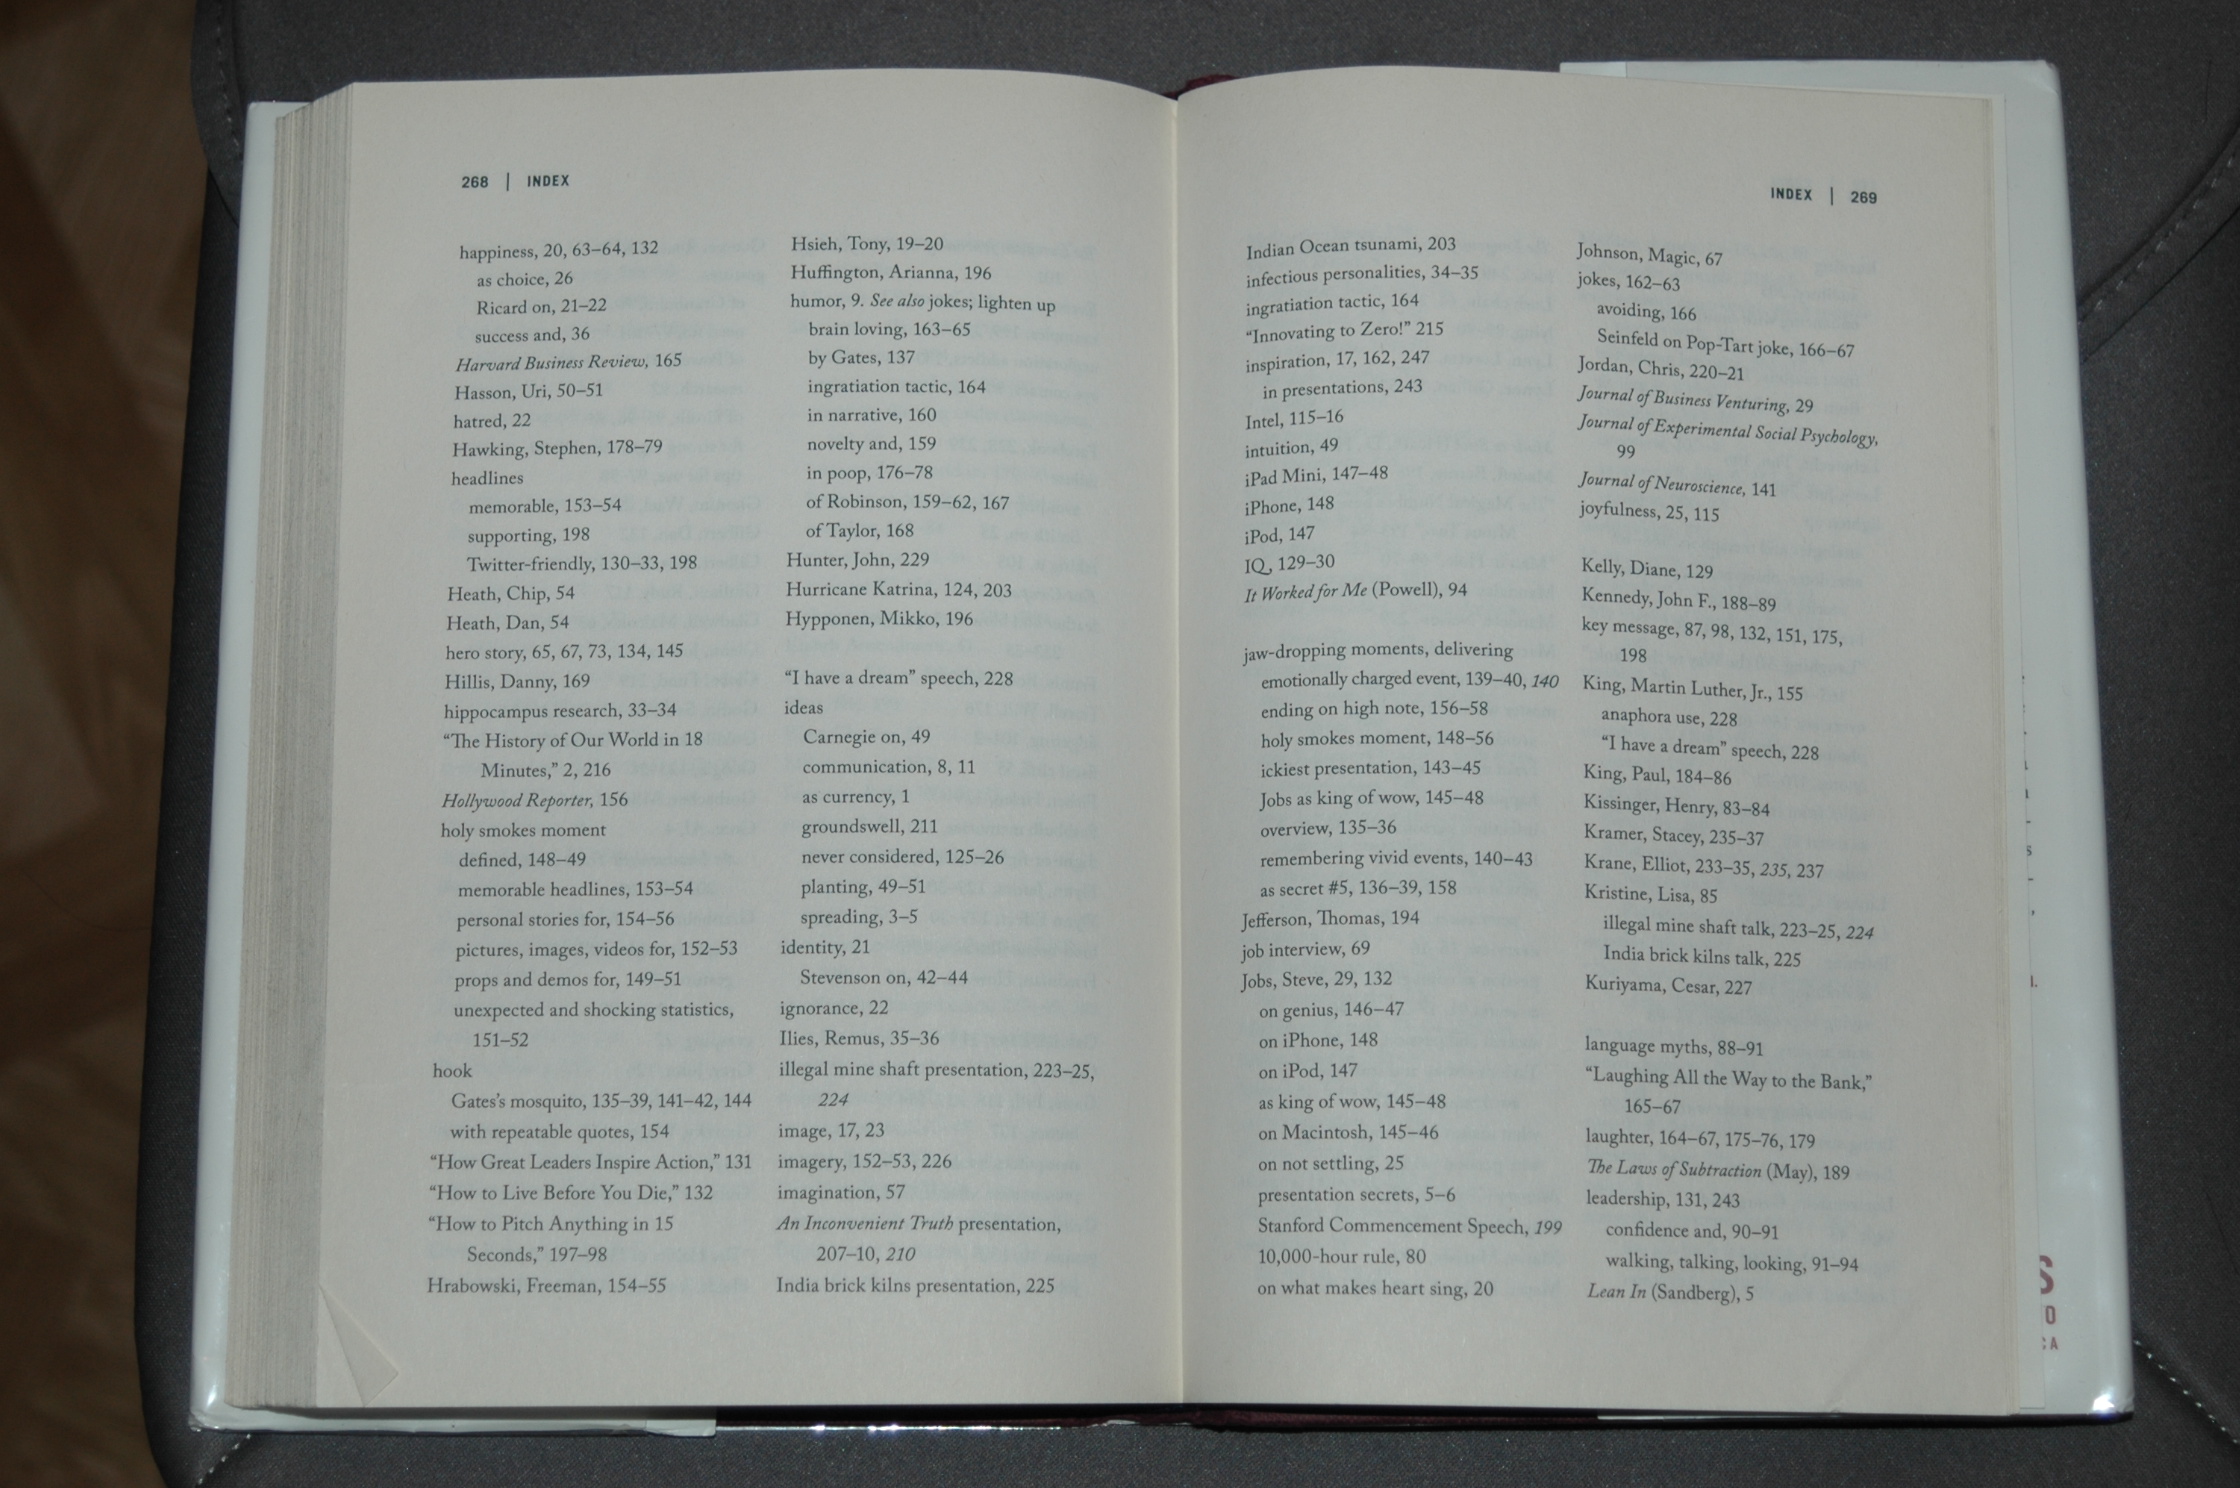 268 | INDEX
happiness, 20, 63–64, 132
as choice, 26
Ricard on, 21–22
success and, 36
Harvard Business Review, 165
Hasson, Uri, 50–51
hatred, 22
Hawking, Stephen, 178–79
headlines
memorable, 153–54
supporting, 198
Twitter-friendly, 130–33, 198
Heath, Chip, 54
Heath, Dan, 54
hero story, 65, 67, 73, 134, 145
Hillis, Danny, 169
hippocampus research, 33–34
“The History of Our World in 18
Minutes,” 2, 216
Hollywood Reporter, 156
holy smokes moment
defined, 148–49
memorable headlines, 153–54
personal stories for, 154–56
pictures, images, videos for, 152–53
props and demos for, 149–51
unexpected and shocking statistics,
151–52
hook
Gates’s mosquito, 135–39, 141–42, 144
with repeatable quotes, 154
“How Great Leaders Inspire Action,” 131
“How to Live Before You Die,” 132
“How to Pitch Anything in 15
Seconds,” 197–98
Hrabowski, Freeman, 154–55
Hsieh, Tony, 19–20
Huffington, Arianna, 196
humor, 9. See also jokes; lighten up
brain loving, 163–65
by Gates, 137
ingratiation tactic, 164
in narrative, 160
novelty and, 159
in poop, 176–78
of Robinson, 159–62, 167
of Taylor, 168
Hunter, John, 229
Hurricane Katrina, 124, 203
Hypponen, Mikko, 196
“I have a dream” speech, 228
ideas
Carnegie on, 49
communication, 8, 11
as currency, 1
groundswell, 211
never considered, 125–26
planting, 49–51
spreading, 3–5
identity, 21
Stevenson on, 42–44
ignorance, 22
Ilies, Remus, 35–36
illegal mine shaft presentation, 223–25,
224
image, 17, 23
imagery, 152–53, 226
imagination, 57
An Inconvenient Truth presentation,
207–10, 210
India brick kilns presentation, 225
INDEX | 269
Indian Ocean tsunami, 203
infectious personalities, 34–35
ingratiation tactic, 164
“Innovating to Zero!” 215
inspiration, 17, 162, 247
in presentations, 243
Intel, 115–16
intuition, 49
iPad Mini, 147–48
iPhone, 148
iPod, 147
IQ, 129–30
It Worked for Me (Powell), 94
jaw-dropping moments, delivering
emotionally charged event, 139–40, 140
ending on high note, 156–58
holy smokes moment, 148–56
ickiest presentation, 143–45
Jobs as king of wow, 145–48
overview, 135–36
remembering vivid events, 140–43
as secret #5, 136–39, 158
Jefferson, Thomas, 194
job interview, 69
Jobs, Steve, 29, 132
on genius, 146–47
on iPhone, 148
on iPod, 147
as king of wow, 145–48
on Macintosh, 145–46
on not settling, 25
presentation secrets, 5–6
Stanford Commencement Speech, 199
10,000-hour rule, 80
on what makes heart sing, 20
Johnson, Magic, 67
jokes, 162–63
avoiding, 166
Seinfeld on Pop-Tart joke, 166–67
Jordan, Chris, 220–21
Journal of Business Venturing, 29
Journal of Experimental Social Psychology,
99
Journal of Neuroscience, 141
joyfulness, 25, 115
Kelly, Diane, 129
Kennedy, John F., 188–89
key message, 87, 98, 132, 151, 175,
198
King, Martin Luther, Jr., 155
anaphora use, 228
“I have a dream” speech, 228
King, Paul, 184–86
Kissinger, Henry, 83–84
Kramer, Stacey, 235–37
Krane, Elliot, 233–35, 235, 237
Kristine, Lisa, 85
illegal mine shaft talk, 223–25, 224
India brick kilns talk, 225
Kuriyama, Cesar, 227
language myths, 88–91
“Laughing All the Way to the Bank,”
165–67
laughter, 164–67, 175–76, 179
The Laws of Subtraction (May), 189
leadership, 131, 243
confidence and, 90–91
walking, talking, looking, 91–94
Lean In (Sandberg), 5